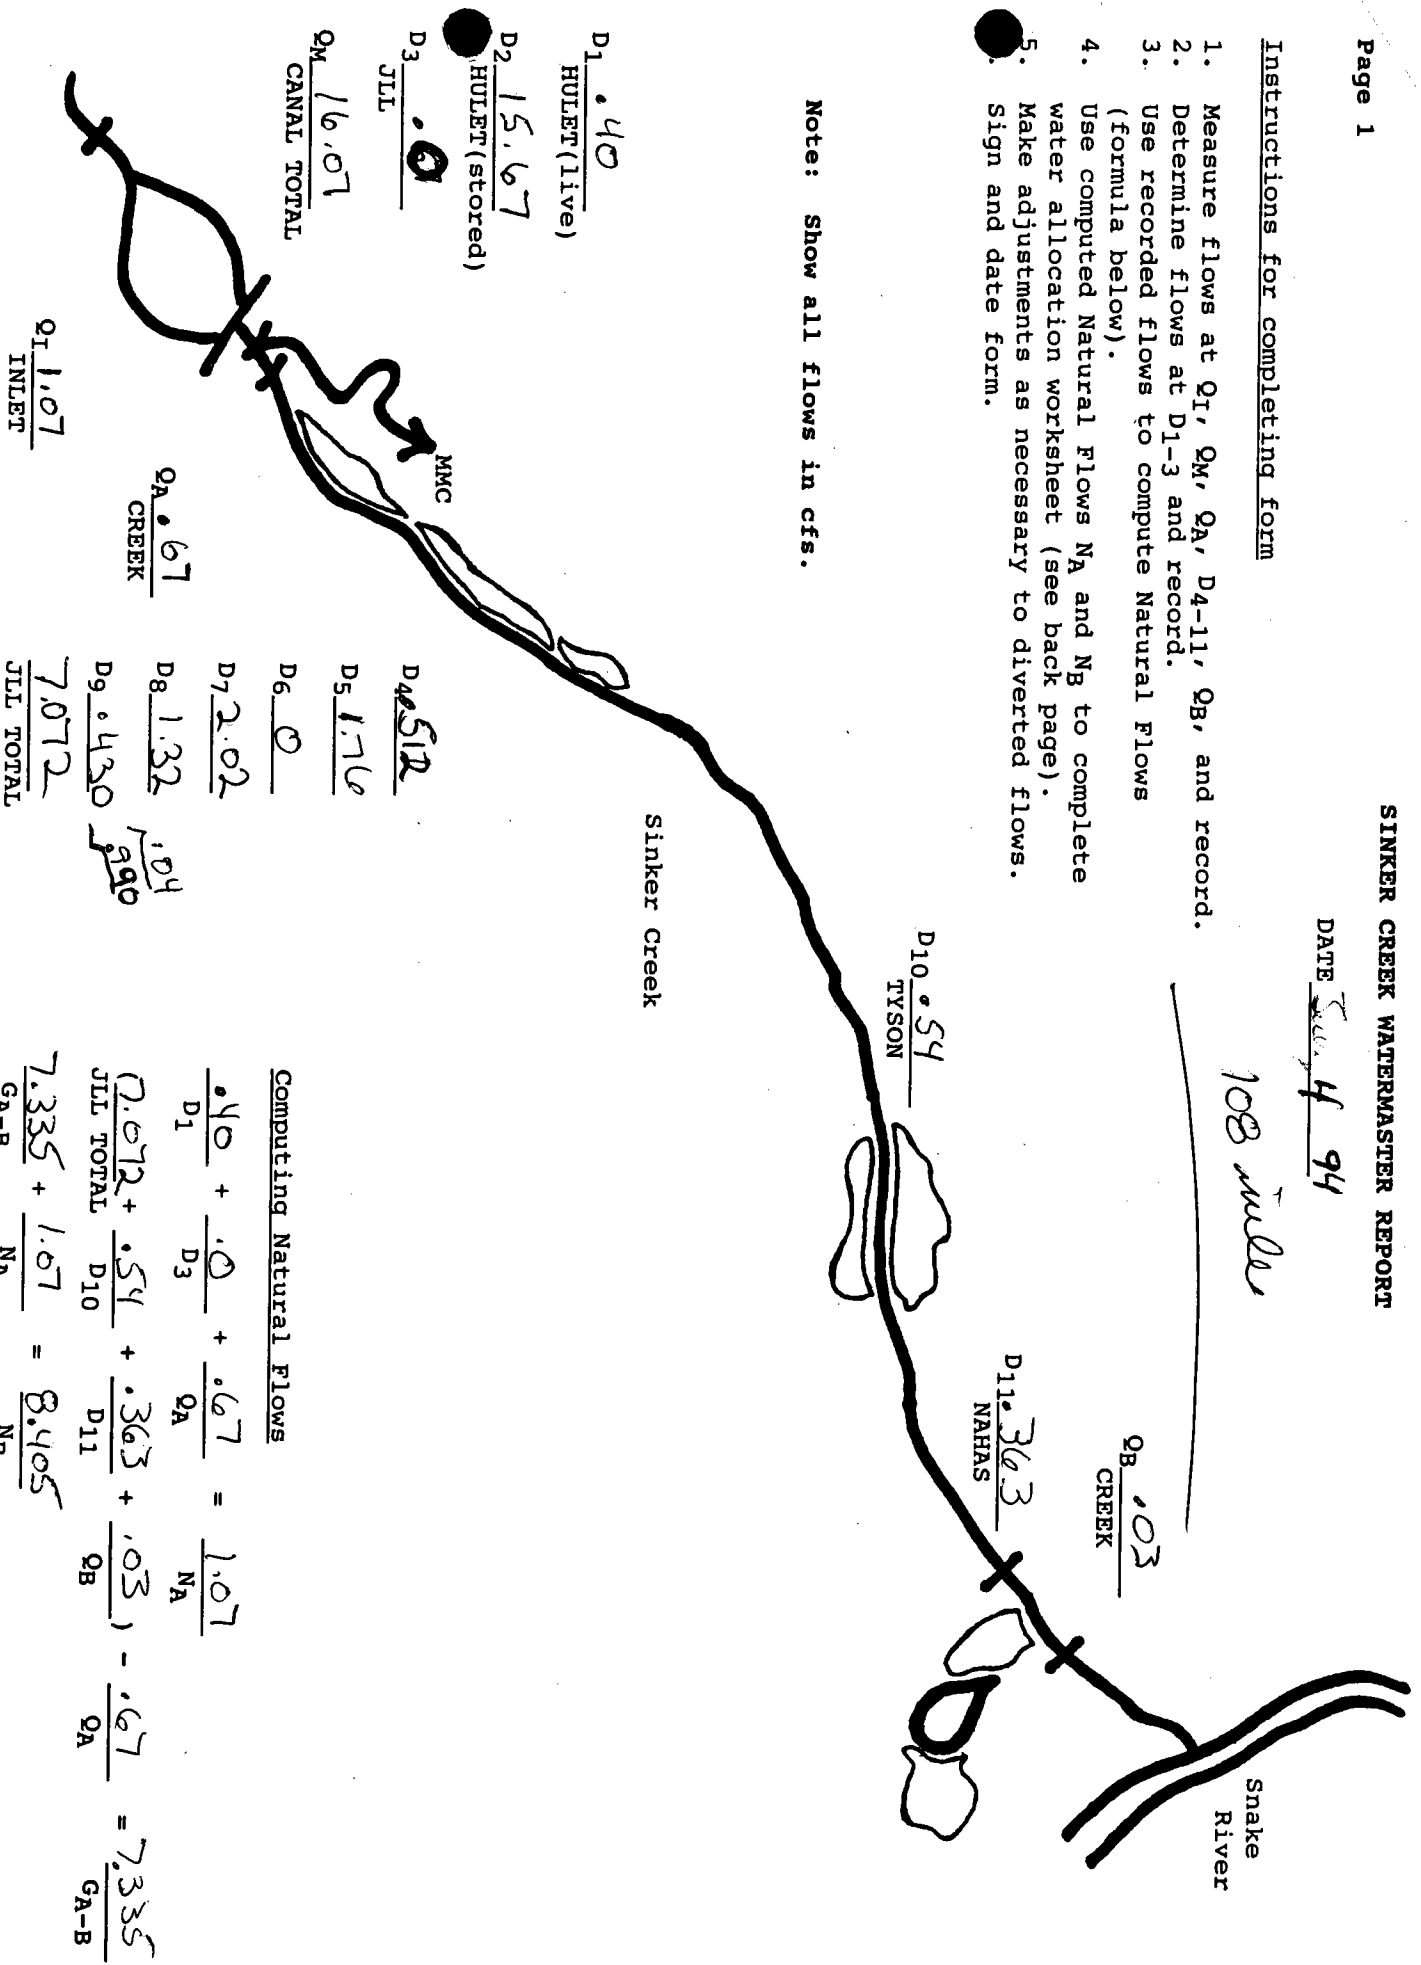 Page 1
SINKER CREEK WATERMASTER REPORT
DATE 4 94
Instructions for completing form
108 mile
1. Measure flows at QI, QM, QA, D4-11, QB, and record.
2. Determine flows at D1-3 and record.
3. Use recorded flows to compute Natural Flows
(formula below).
4. Use computed Natural Flows NA and NB to complete
water allocation worksheet (see back page).
5. Make adjustments as necessary to diverted flows.
Sign and date form.
Note: Show all flows in cfs.
Snake
River
QB .03
CREEK
D11 .363
NAHAS
D10 .54
TYSON
Sinker Creek
D1 .40
HULET(live)
D2 15.67
HULET(stored)
D3 .0
JLL
QM 16.07
CANAL TOTAL
MMC
QI 1.07
INLET
QA .67
CREEK
D4 .512
D5 1.76
D6 0
D7 2.02
D8 1.32
D9 .430
1.04
.990
7.072
JLL TOTAL
Computing Natural Flows
.40 + .0 + .67 = 1.07
D1 D3 QA NA
(7.072 + .54 + .363 + .03) - .67 = 7.335
JLL TOTAL D10 D11 QB QA GA-B
7.335 + 1.07 = 8.405
GA-B NA NB